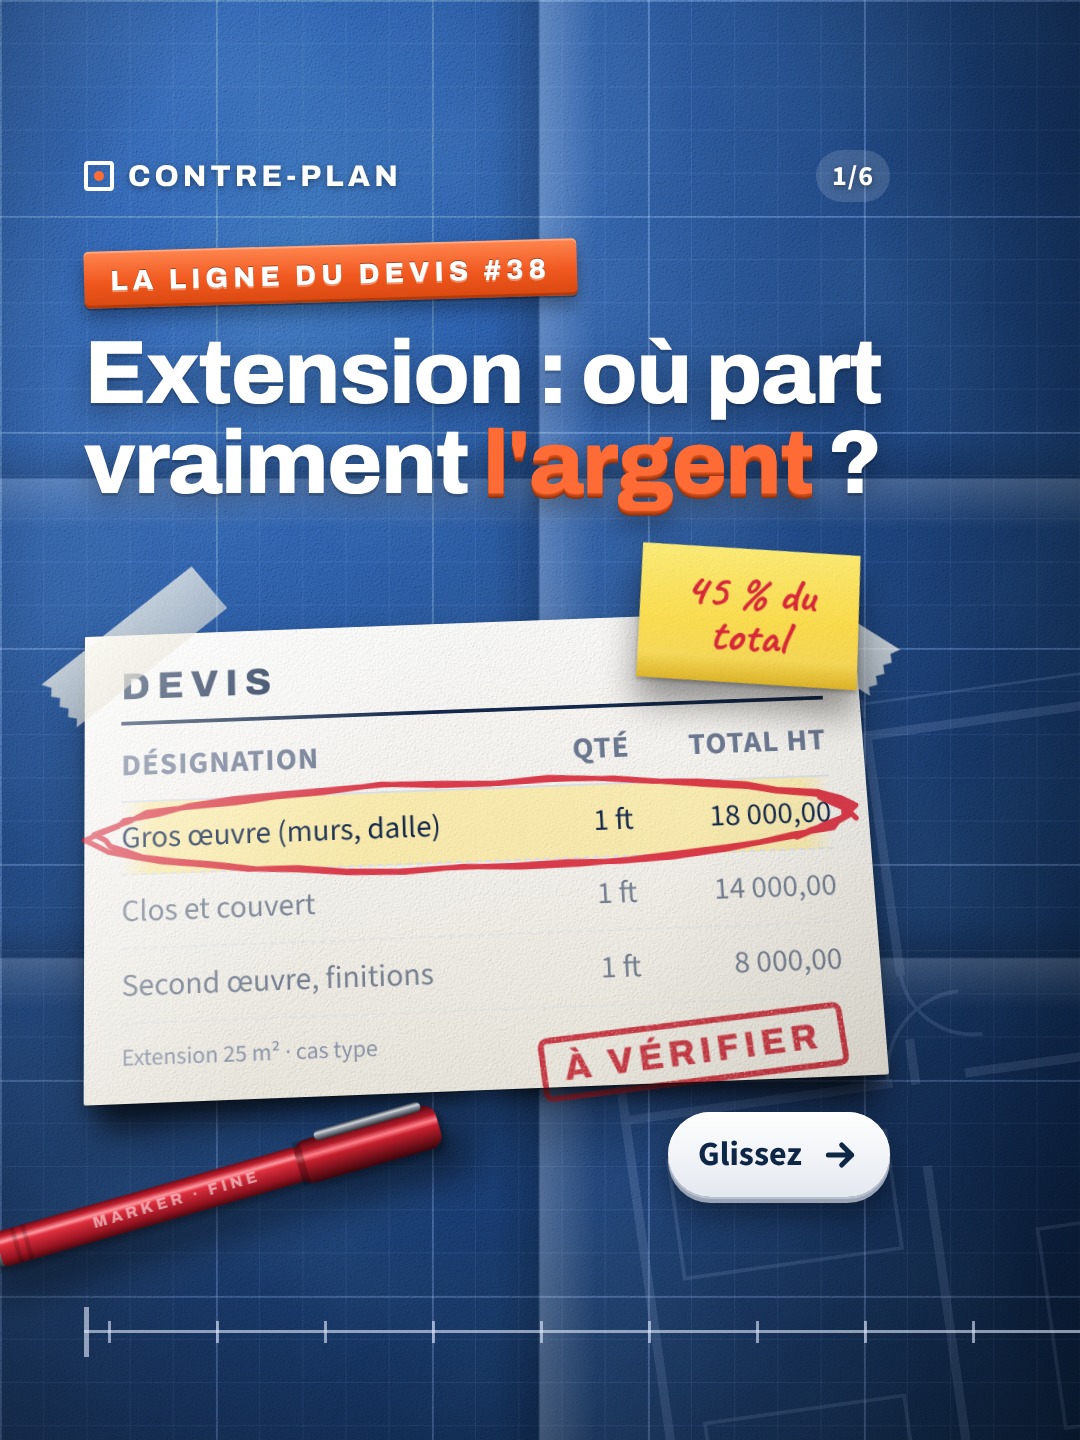 CONTRE-PLAN
1/6
LA LIGNE DU DEVIS #38
Extension : où part
vraiment l'argent ?
45 % du
total
DEVIS
DÉSIGNATION QTÉ TOTAL HT
Gros œuvre (murs, dalle) 1 ft 18 000,00
Clos et couvert 1 ft 14 000,00
Second œuvre, finitions 1 ft 8 000,00
Extension 25 m² · cas type
À VÉRIFIER
Glissez →
MARKER · FINE